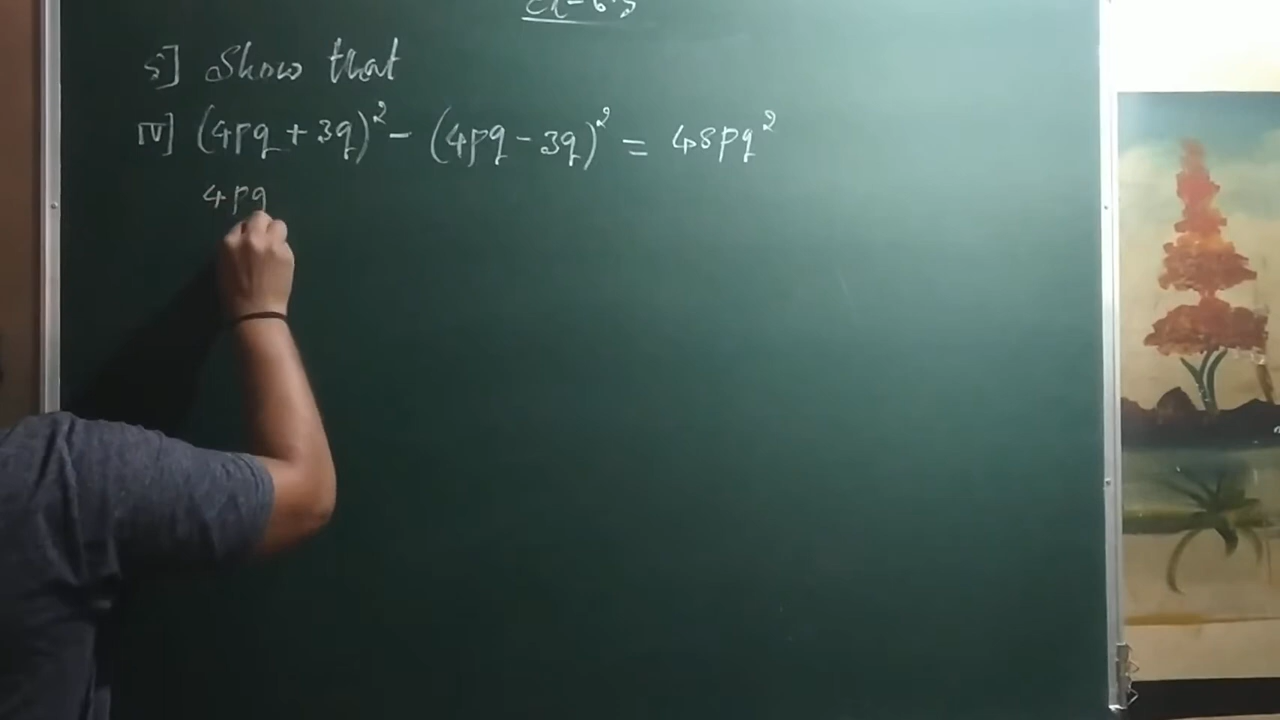 5] Show that
IV] (4pq + 3q)² - (4pq - 3q)² = 48pq²
4pq